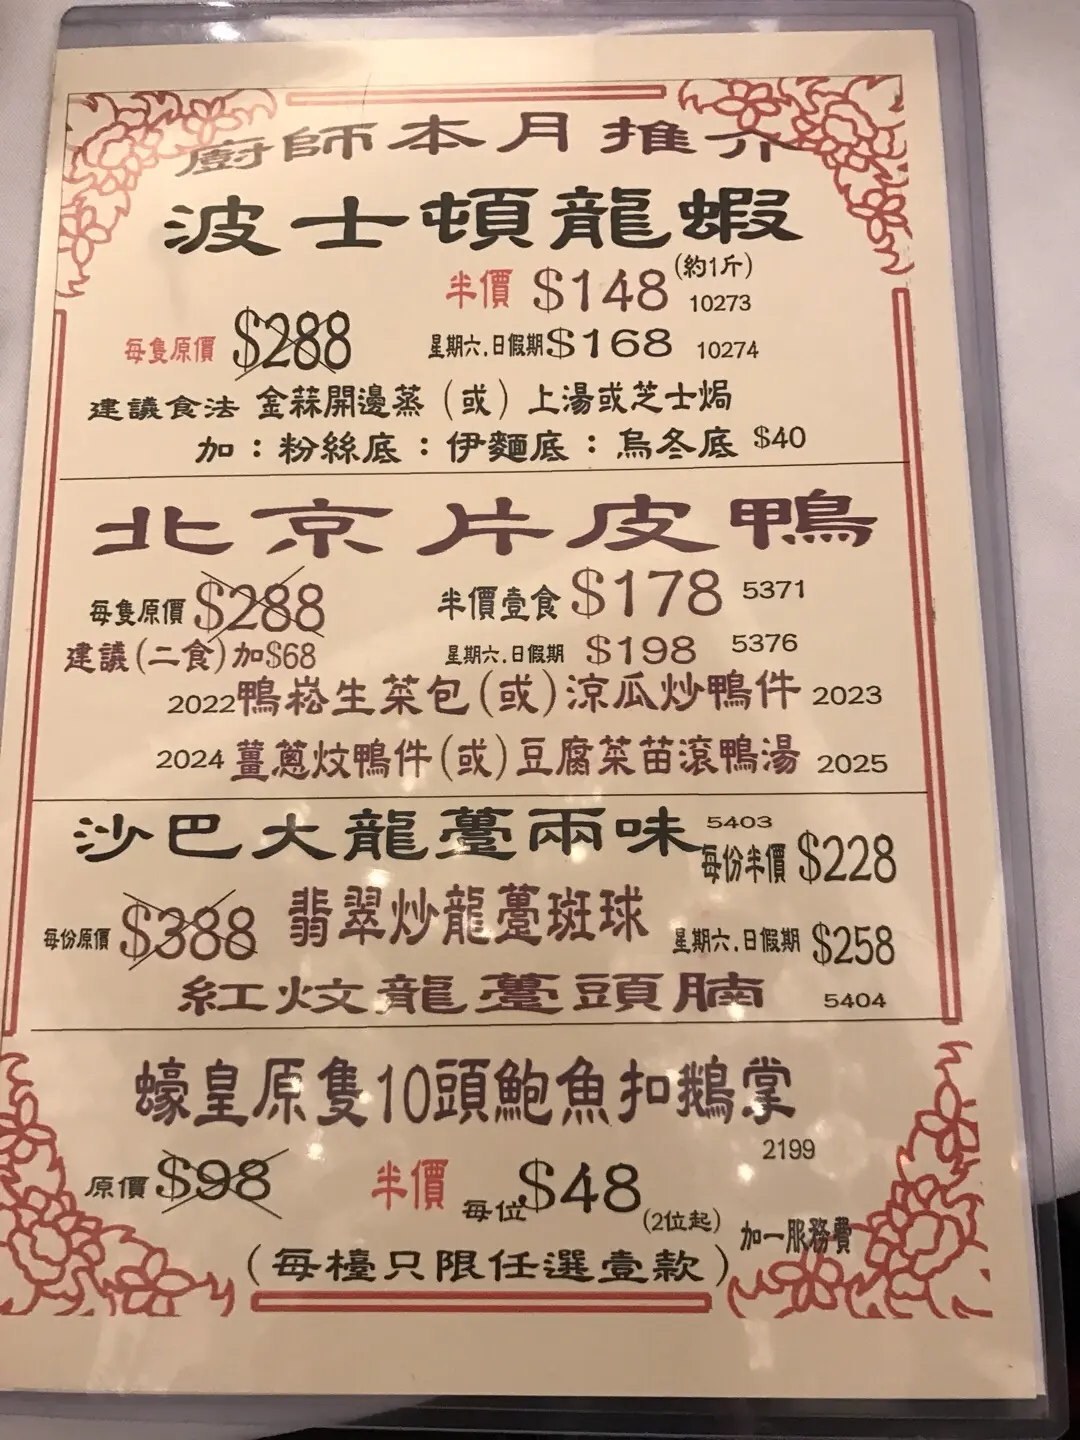 廚師本月推介
波士頓龍蝦
半價 $148 (約1斤) 10273
每隻原價 $288 星期六.日假期 $168 10274
建議食法 金蒜開邊蒸（或）上湯或芝士焗
加：粉絲底：伊麵底：烏冬底 $40
北京片皮鴨
每隻原價 $288 半價壹食 $178 5371
建議(二食)加$68 星期六.日假期 $198 5376
2022鴨崧生菜包(或)涼瓜炒鴨件 2023
2024 薑蔥炆鴨件(或)豆腐菜苗滾鴨湯 2025
沙巴大龍躉兩味 5403
每份半價 $228
每份原價 $388 翡翠炒龍躉斑球 星期六.日假期 $258
紅炆龍躉頭腩 5404
蠔皇原隻10頭鮑魚扣鵝掌
2199
原價 $98 半價 每位$48 (2位起) 加一服務費
(每檯只限任選壹款)